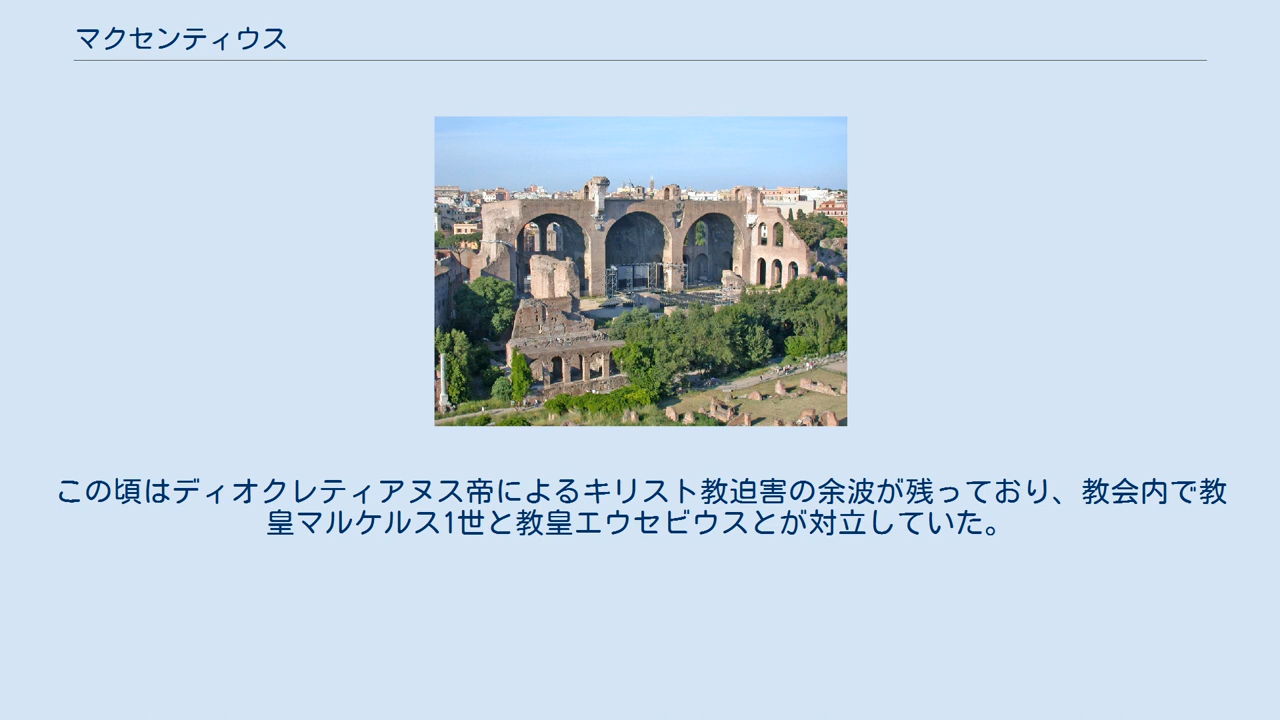 マクセンティウス
この頃はディオクレティアヌス帝によるキリスト教迫害の余波が残っており、教会内で教
皇マルケルス1世と教皇エウセビウスとが対立していた。